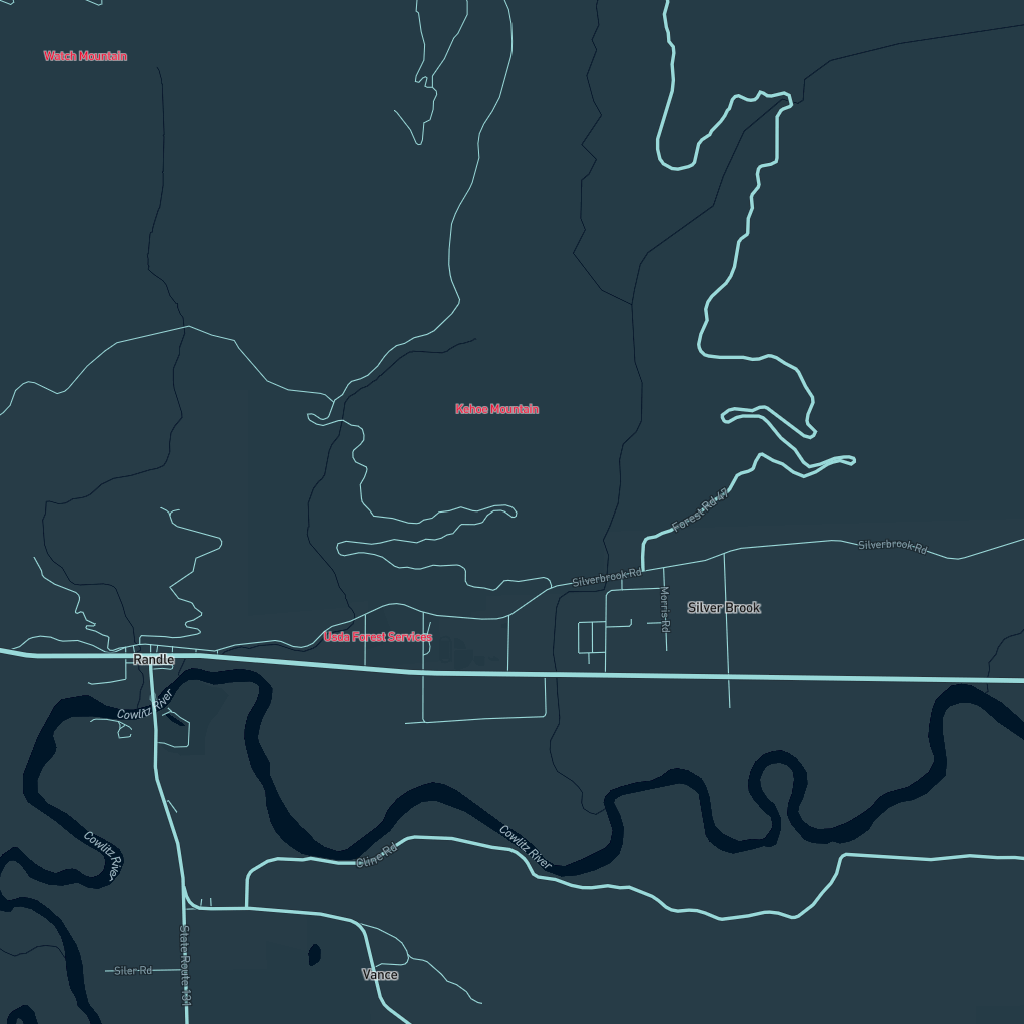 Watch Mountain
Kehoe Mountain
Forest Rd 47
Silverbrook Rd
Silverbrook Rd
Morris Rd
Silver Brook
Usda Forest Services
Randle
Cowlitz River
Cowlitz River
Cowlitz River
Cline Rd
State Route 131
Siler Rd
Vance